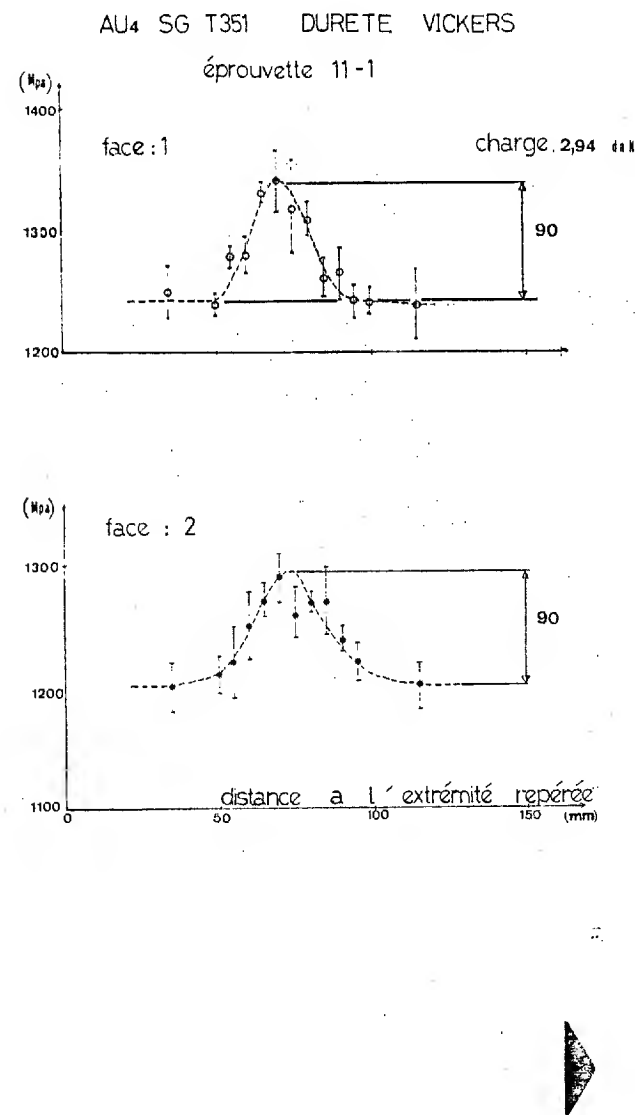 AU4 SG T351 DURETE VICKERS
éprouvette 11-1
(Mpa)
1400
face : 1
charge. 2,94 daN
1300
90
1200
(Mpa)
face : 2
1300
90
1200
distance a l'extrémité repérée
1100
0 50 100 150 (mm)